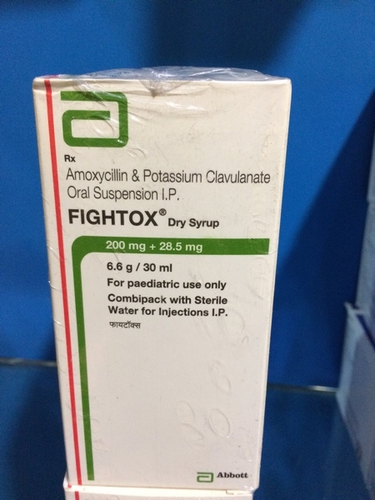 Rx
Amoxycillin & Potassium Clavulanate
Oral Suspension I.P.
FIGHTOX® Dry Syrup
200 mg + 28.5 mg
6.6 g / 30 ml
For paediatric use only
Combipack with Sterile
Water for Injections I.P.
फायटॉक्स
Abbott